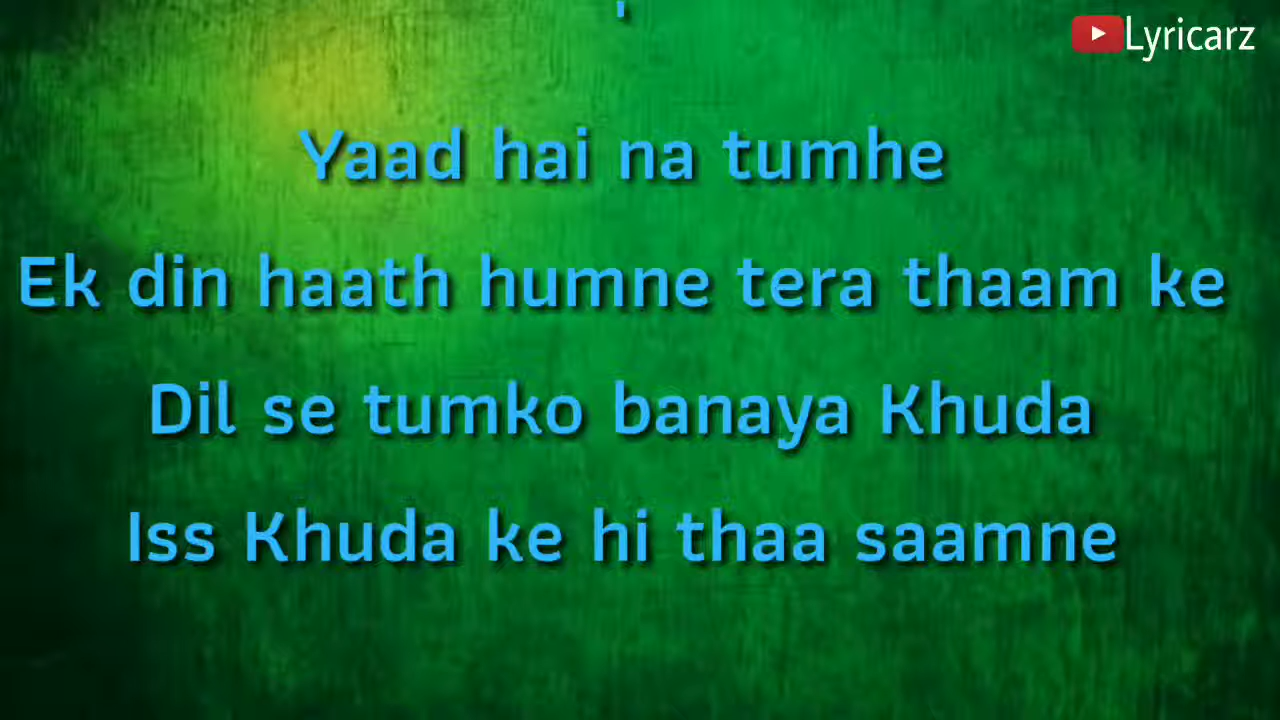 Lyricarz
Yaad hai na tumhe
Ek din haath humne tera thaam ke
Dil se tumko banaya Khuda
Iss Khuda ke hi thaa saamne